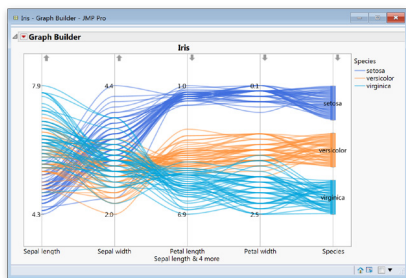 Iris - Graph Builder - JMP Pro
Graph Builder
Iris
Species
setosa
versicolor
virginica
7.9
4.4
1.0
0.1
setosa
versicolor
virginica
4.3
2.0
6.9
2.5
Sepal length
Sepal width
Petal length
Petal width
Species
Sepal length & 4 more